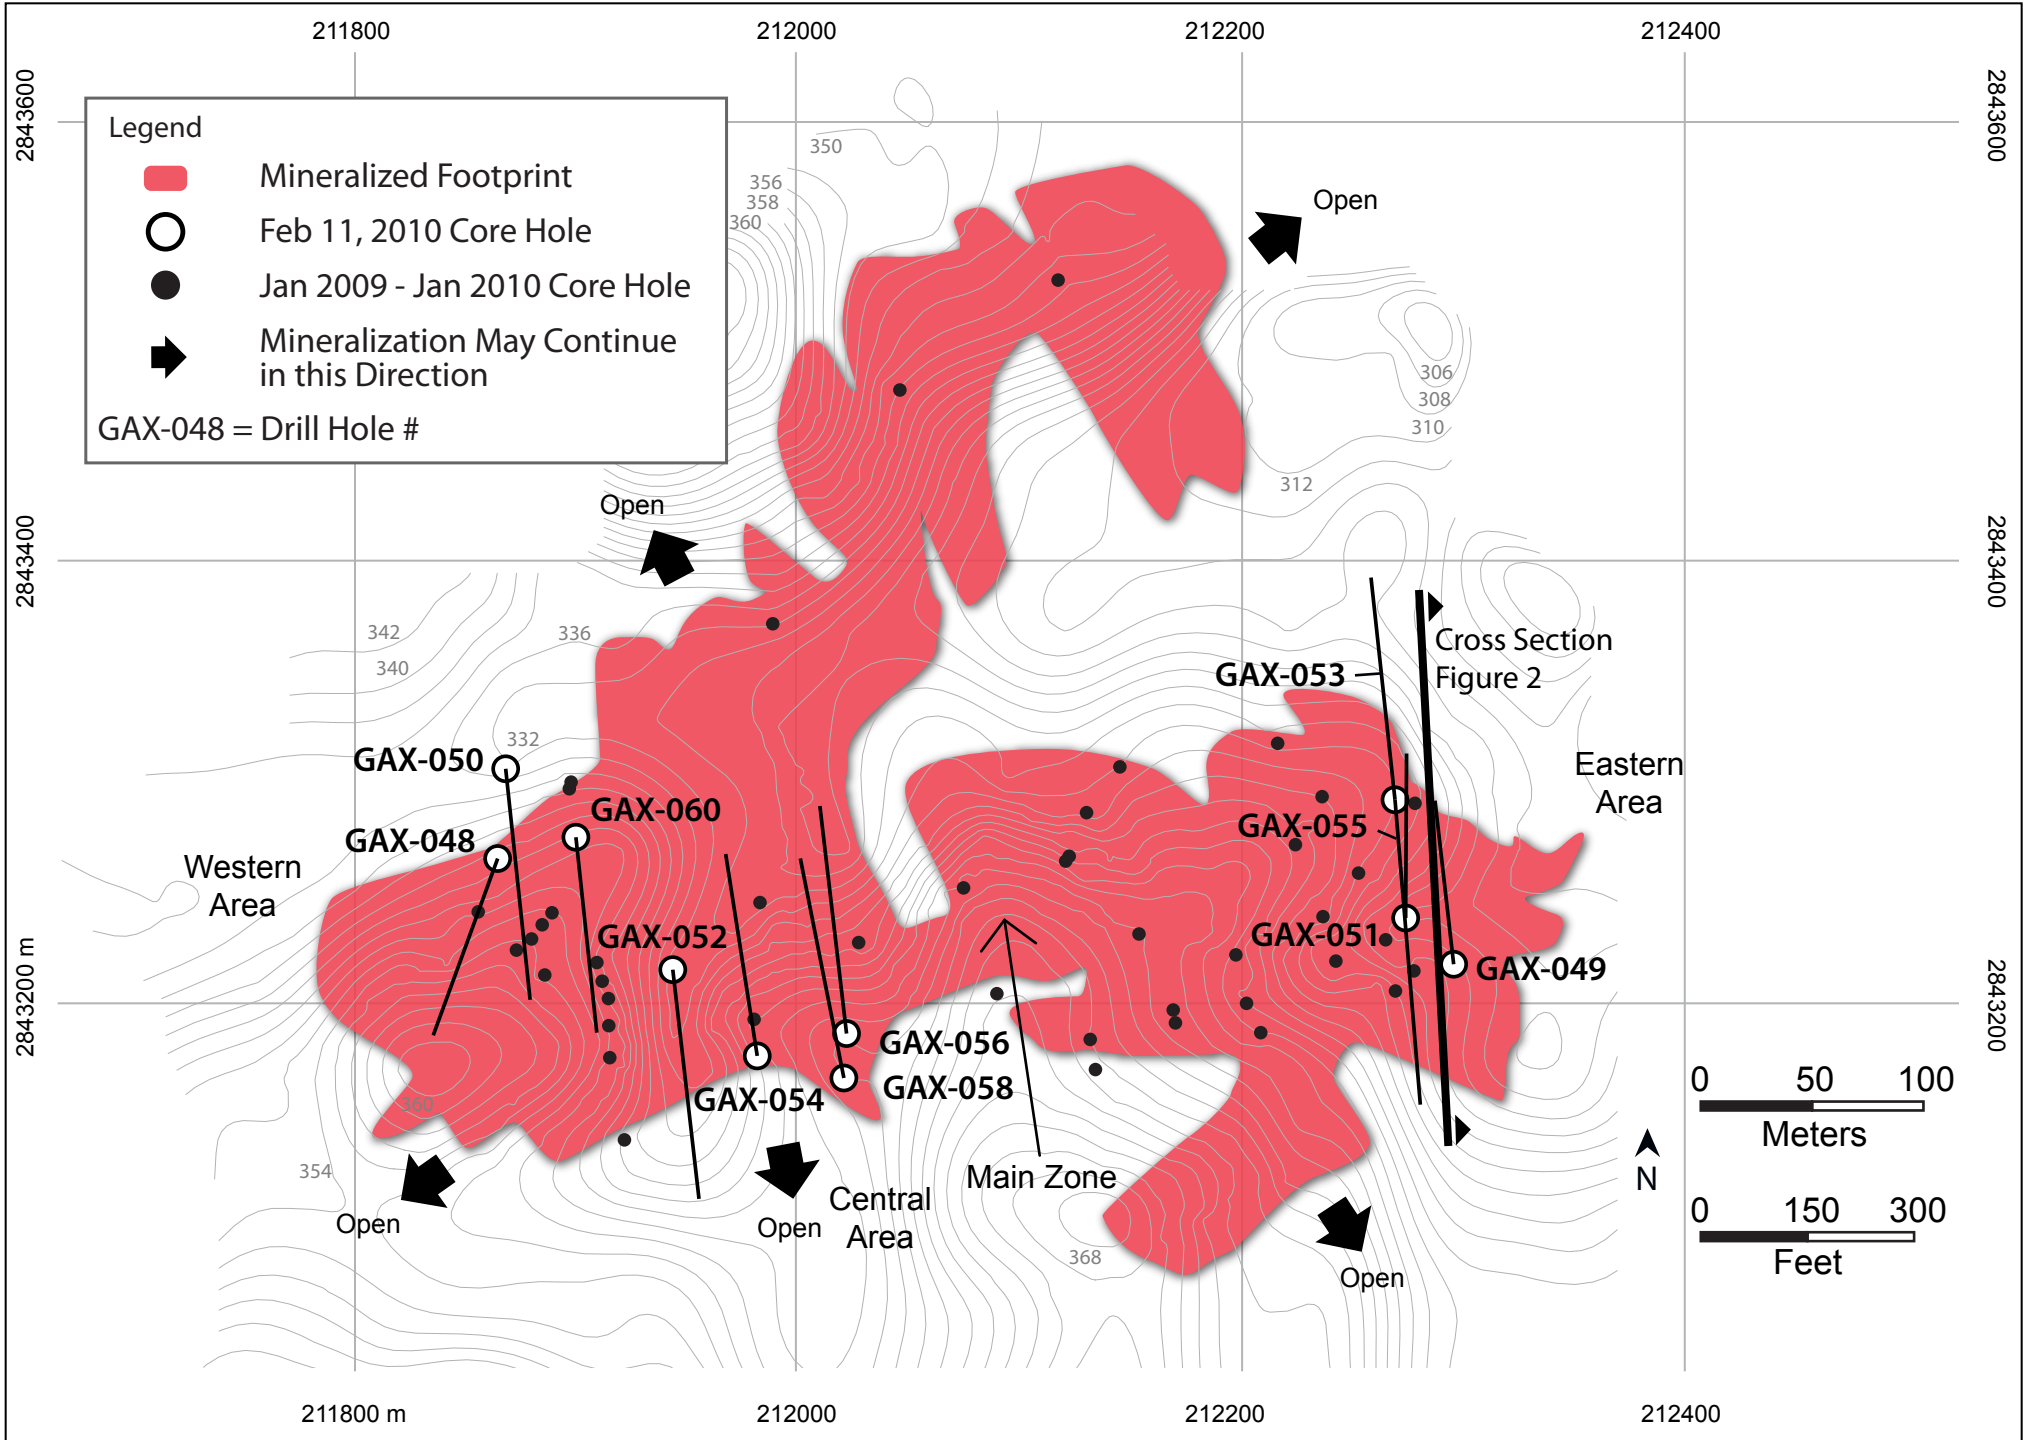 211800
212000
212200
212400
2843600
2843600
Legend
Mineralized Footprint
Feb 11, 2010 Core Hole
Jan 2009 - Jan 2010 Core Hole
Mineralization May Continue
in this Direction
GAX-048 = Drill Hole #
350
356
358
360
Open
306
308
310
312
Open
2843400
2843400
342
340
336
332
Cross Section
Figure 2
GAX-053
GAX-050
Eastern
Area
GAX-060
GAX-055
GAX-048
Western
Area
GAX-052
GAX-051
GAX-049
2843200 m
2843200
GAX-056
GAX-058
GAX-054
360
354
Open
Open
Central
Area
Main Zone
368
Open
0 50 100
Meters
N
0 150 300
Feet
211800 m
212000
212200
212400